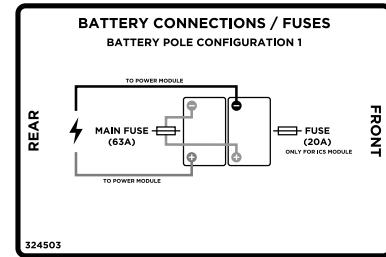 BATTERY CONNECTIONS / FUSES
BATTERY POLE CONFIGURATION 1
TO POWER MODULE
REAR
MAIN FUSE
(63A)
FUSE
(20A)
ONLY FOR ICS MODULE
FRONT
TO POWER MODULE
324503